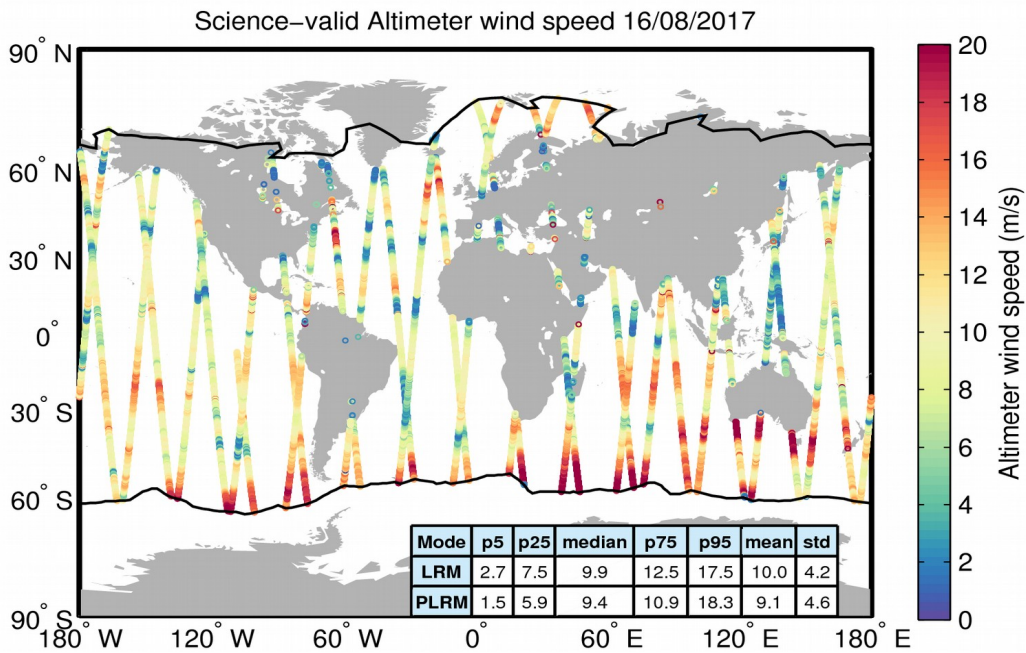 Science−valid Altimeter wind speed 16/08/2017
90° N
60° N
30° N
0°
30° S
60° S
90° S
180° W
120° W
60° W
0°
60° E
120° E
180° E
Mode p5 p25 median p75 p95 mean std
LRM 2.7 7.5 9.9 12.5 17.5 10.0 4.2
PLRM 1.5 5.9 9.4 10.9 18.3 9.1 4.6
20
18
16
14
12
10
8
6
4
2
0
Altimeter wind speed (m/s)